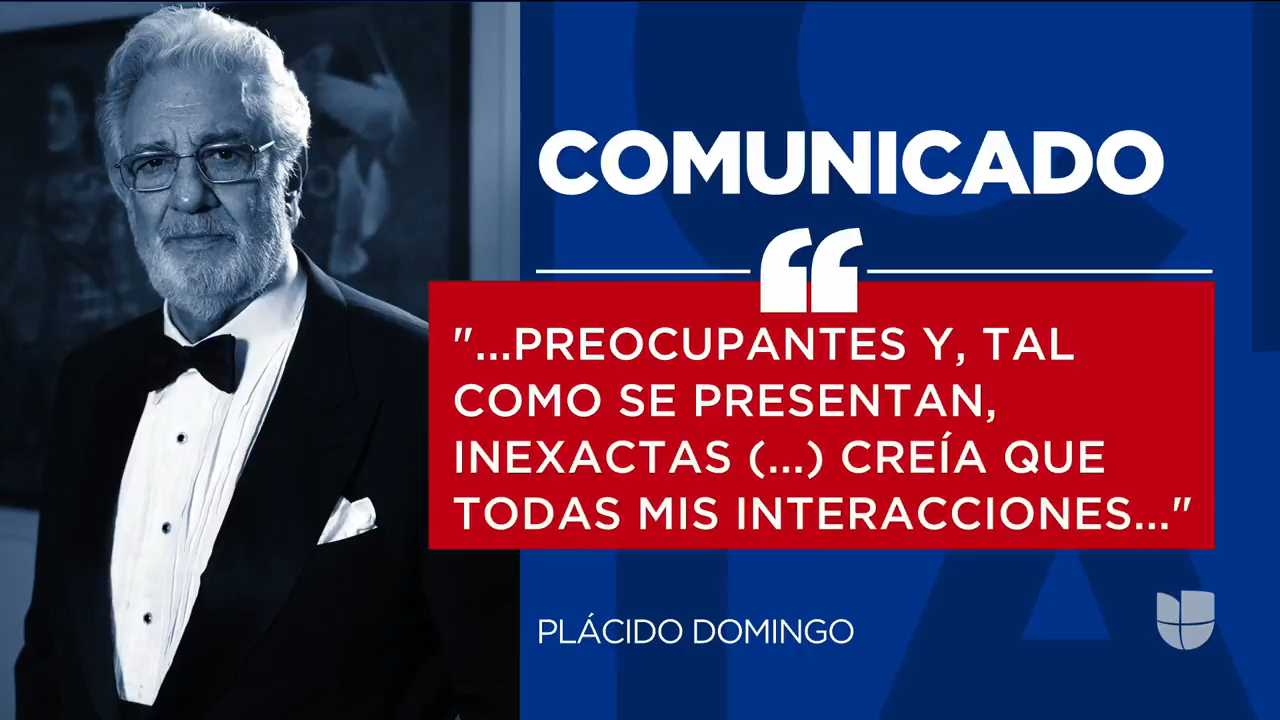 COMUNICADO
"...PREOCUPANTES Y, TAL
COMO SE PRESENTAN,
INEXACTAS (...) CREÍA QUE
TODAS MIS INTERACCIONES..."
PLÁCIDO DOMINGO